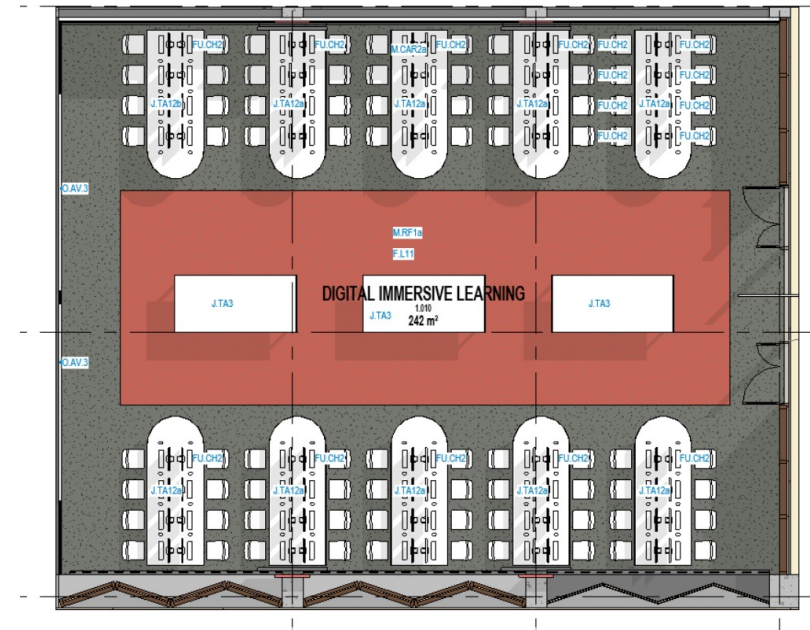 FU.CH2 FU.CH2 M.CAR2a FU.CH2 FU.CH2 FU.CH2 FU.CH2
FU.CH2 FU.CH2
J.TA12b J.TA12a J.TA12a J.TA12a FU.CH2 J.TA12a FU.CH2
FU.CH2 FU.CH2
O.AV.3
M.RF1a
F.L11
DIGITAL IMMERSIVE LEARNING
J.TA3 J.TA3 J.TA3
1.010
242 m²
O.AV.3
FU.CH2 FU.CH2 FU.CH2 FU.CH2 FU.CH2
J.TA12a J.TA12a J.TA12a J.TA12a J.TA12a